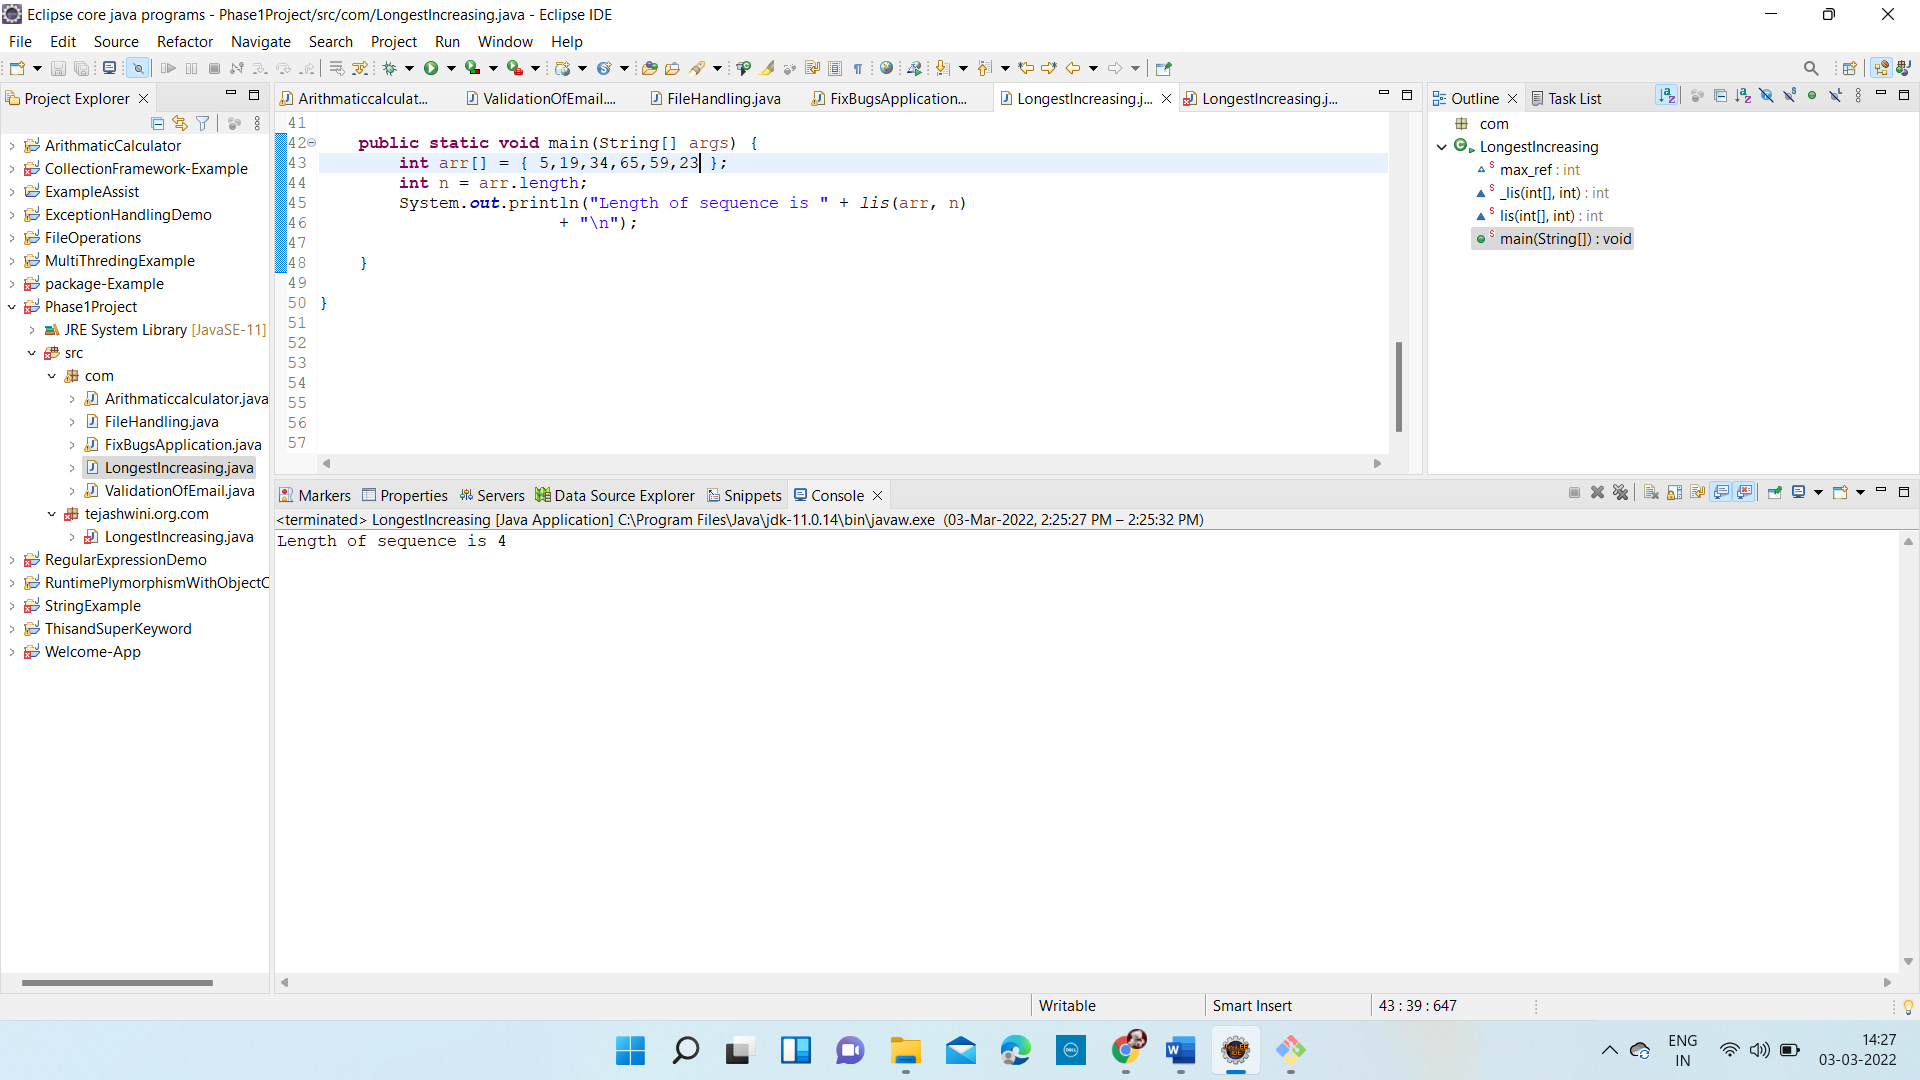 Eclipse core java programs - Phase1Project/src/com/LongestIncreasing.java - Eclipse IDE
File Edit Source Refactor Navigate Search Project Run Window Help
Project Explorer
ArithmaticCalculator
CollectionFramework-Example
ExampleAssist
ExceptionHandlingDemo
FileOperations
MultiThredingExample
package-Example
Phase1Project
JRE System Library [JavaSE-11]
src
com
Arithmaticcalculator.java
FileHandling.java
FixBugsApplication.java
LongestIncreasing.java
ValidationOfEmail.java
tejashwini.org.com
LongestIncreasing.java
RegularExpressionDemo
RuntimePlymorphismWithObjectC
StringExample
ThisandSuperKeyword
Welcome-App
Arithmaticcalculat... ValidationOfEmail.... FileHandling.java FixBugsApplication... LongestIncreasing.j... LongestIncreasing.j...
41
42 public static void main(String[] args) {
43 int arr[] = { 5,19,34,65,59,23 };
44 int n = arr.length;
45 System.out.println("Length of sequence is " + lis(arr, n)
46 + "\n");
47
48 }
49
50 }
51
52
53
54
55
56
57
Outline Task List
com
LongestIncreasing
max_ref : int
_lis(int[], int) : int
lis(int[], int) : int
main(String[]) : void
Markers Properties Servers Data Source Explorer Snippets Console
<terminated> LongestIncreasing [Java Application] C:\Program Files\Java\jdk-11.0.14\bin\javaw.exe (03-Mar-2022, 2:25:27 PM – 2:25:32 PM)
Length of sequence is 4
Writable Smart Insert 43 : 39 : 647
ENG
IN
14:27
03-03-2022